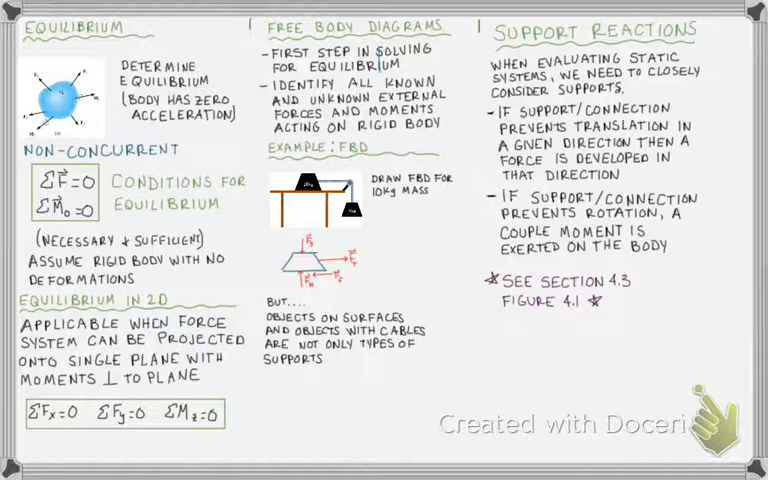 EQUILIBRIUM
DETERMINE
EQUILIBRIUM
(BODY HAS ZERO
ACCELERATION)
NON-CONCURRENT
ΣF⃗=0
ΣM⃗₀=0
CONDITIONS FOR
EQUILIBRIUM
(NECESSARY + SUFFICIENT)
ASSUME RIGID BODY WITH NO
DEFORMATIONS
EQUILIBRIUM IN 2D
APPLICABLE WHEN FORCE
SYSTEM CAN BE PROJECTED
ONTO SINGLE PLANE WITH
MOMENTS ⊥ TO PLANE
ΣFx=0 ΣFy=0 ΣMz=0
FREE BODY DIAGRAMS
- FIRST STEP IN SOLVING
FOR EQUILIBRIUM
- IDENTIFY ALL KNOWN
AND UNKNOWN EXTERNAL
FORCES AND MOMENTS
ACTING ON RIGID BODY
EXAMPLE: FBD
DRAW FBD FOR
10kg MASS
BUT....
OBJECTS ON SURFACES
AND OBJECTS WITH CABLES
ARE NOT ONLY TYPES OF
SUPPORTS
SUPPORT REACTIONS
WHEN EVALUATING STATIC
SYSTEMS, WE NEED TO CLOSELY
CONSIDER SUPPORTS.
- IF SUPPORT/CONNECTION
PREVENTS TRANSLATION IN
A GIVEN DIRECTION THEN A
FORCE IS DEVELOPED IN
THAT DIRECTION
- IF SUPPORT/CONNECTION
PREVENTS ROTATION, A
COUPLE MOMENT IS
EXERTED ON THE BODY
* SEE SECTION 4.3
FIGURE 4.1 *
Created with Doceri